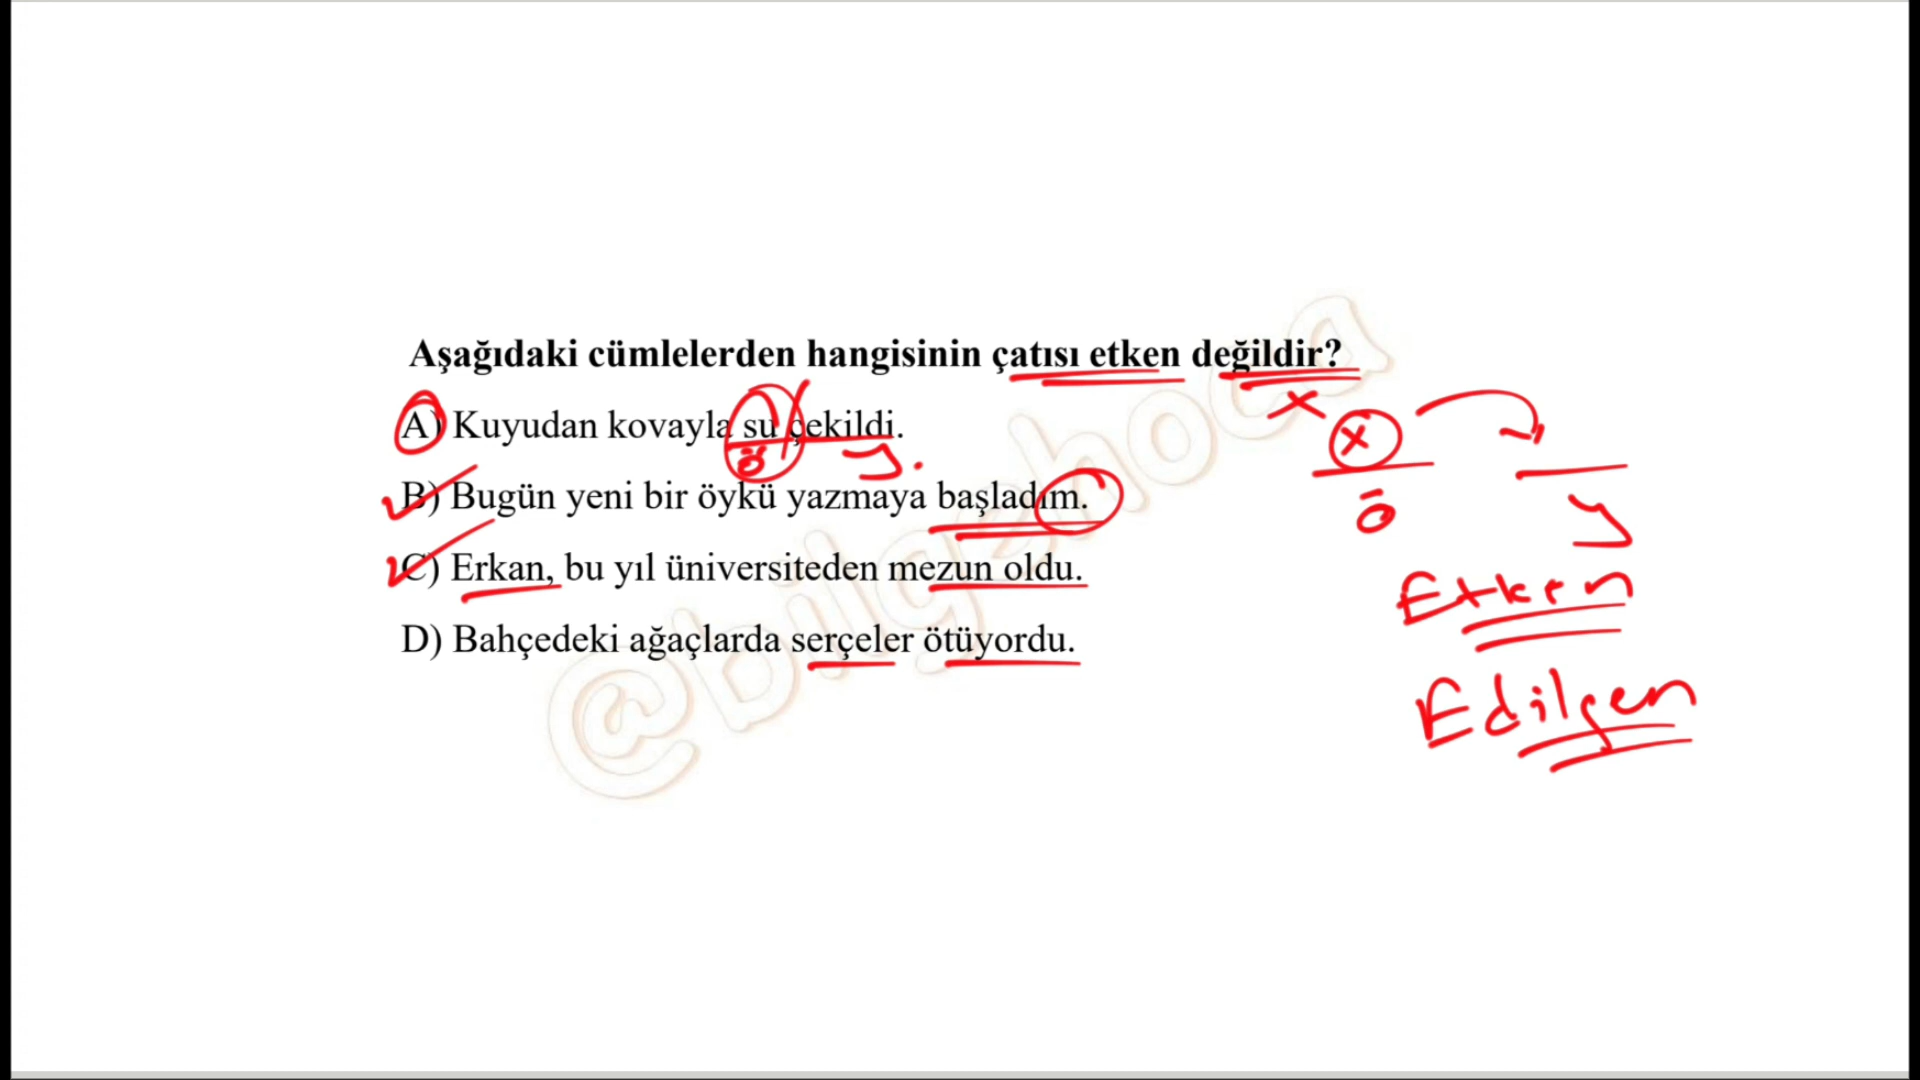 Aşağıdaki cümlelerden hangisinin çatısı etken değildir?
A) Kuyudan kovayla su çekildi.
ö y.
B) Bugün yeni bir öykü yazmaya başladım.
C) Erkan, bu yıl üniversiteden mezun oldu.
D) Bahçedeki ağaçlarda serçeler ötüyordu.
x x
ö y
Etken
Edilgen
@bilgehoca